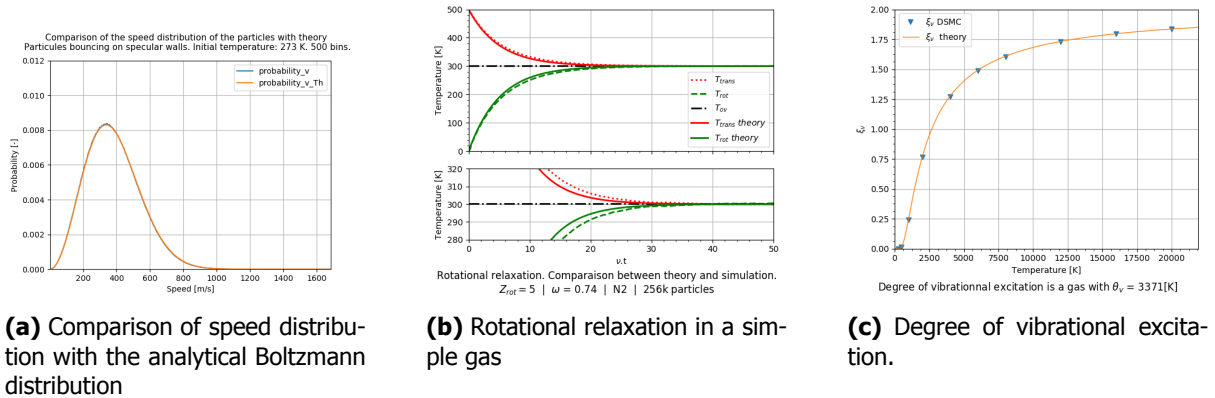 Comparison of the speed distribution of the particles with theory
Particules bouncing on specular walls. Initial temperature: 273 K. 500 bins.
0.012
0.010
0.008
0.006
0.004
0.002
0.000
Probability [-]
probability_v
probability_v_Th
200 400 600 800 1000 1200 1400 1600
Speed [m/s]
(a) Comparison of speed distribu-
tion with the analytical Boltzmann
distribution
500
400
300
200
100
0
Temperature [K]
T_trans
T_rot
T_ov
T_trans theory
T_rot theory
320
310
300
290
280
Temperature [K]
0 10 20 30 40 50
ν.t
Rotational relaxation. Comparaison between theory and simulation.
Z_rot = 5 | ω = 0.74 | N2 | 256k particles
(b) Rotational relaxation in a sim-
ple gas
2.00
1.75
1.50
1.25
1.00
0.75
0.50
0.25
0.00
ξ_v
ξ_v DSMC
ξ_v theory
0 2500 5000 7500 10000 12500 15000 17500 20000
Temperature [K]
Degree of vibrationnal excitation is a gas with θ_v = 3371[K]
(c) Degree of vibrational excita-
tion.